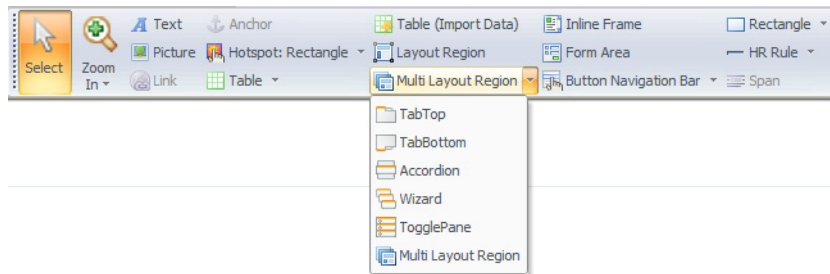 Select
Zoom
In
Text
Picture
Link
Anchor
Hotspot: Rectangle
Table
Table (Import Data)
Layout Region
Multi Layout Region
Inline Frame
Form Area
Button Navigation Bar
Rectangle
HR Rule
Span
TabTop
TabBottom
Accordion
Wizard
TogglePane
Multi Layout Region